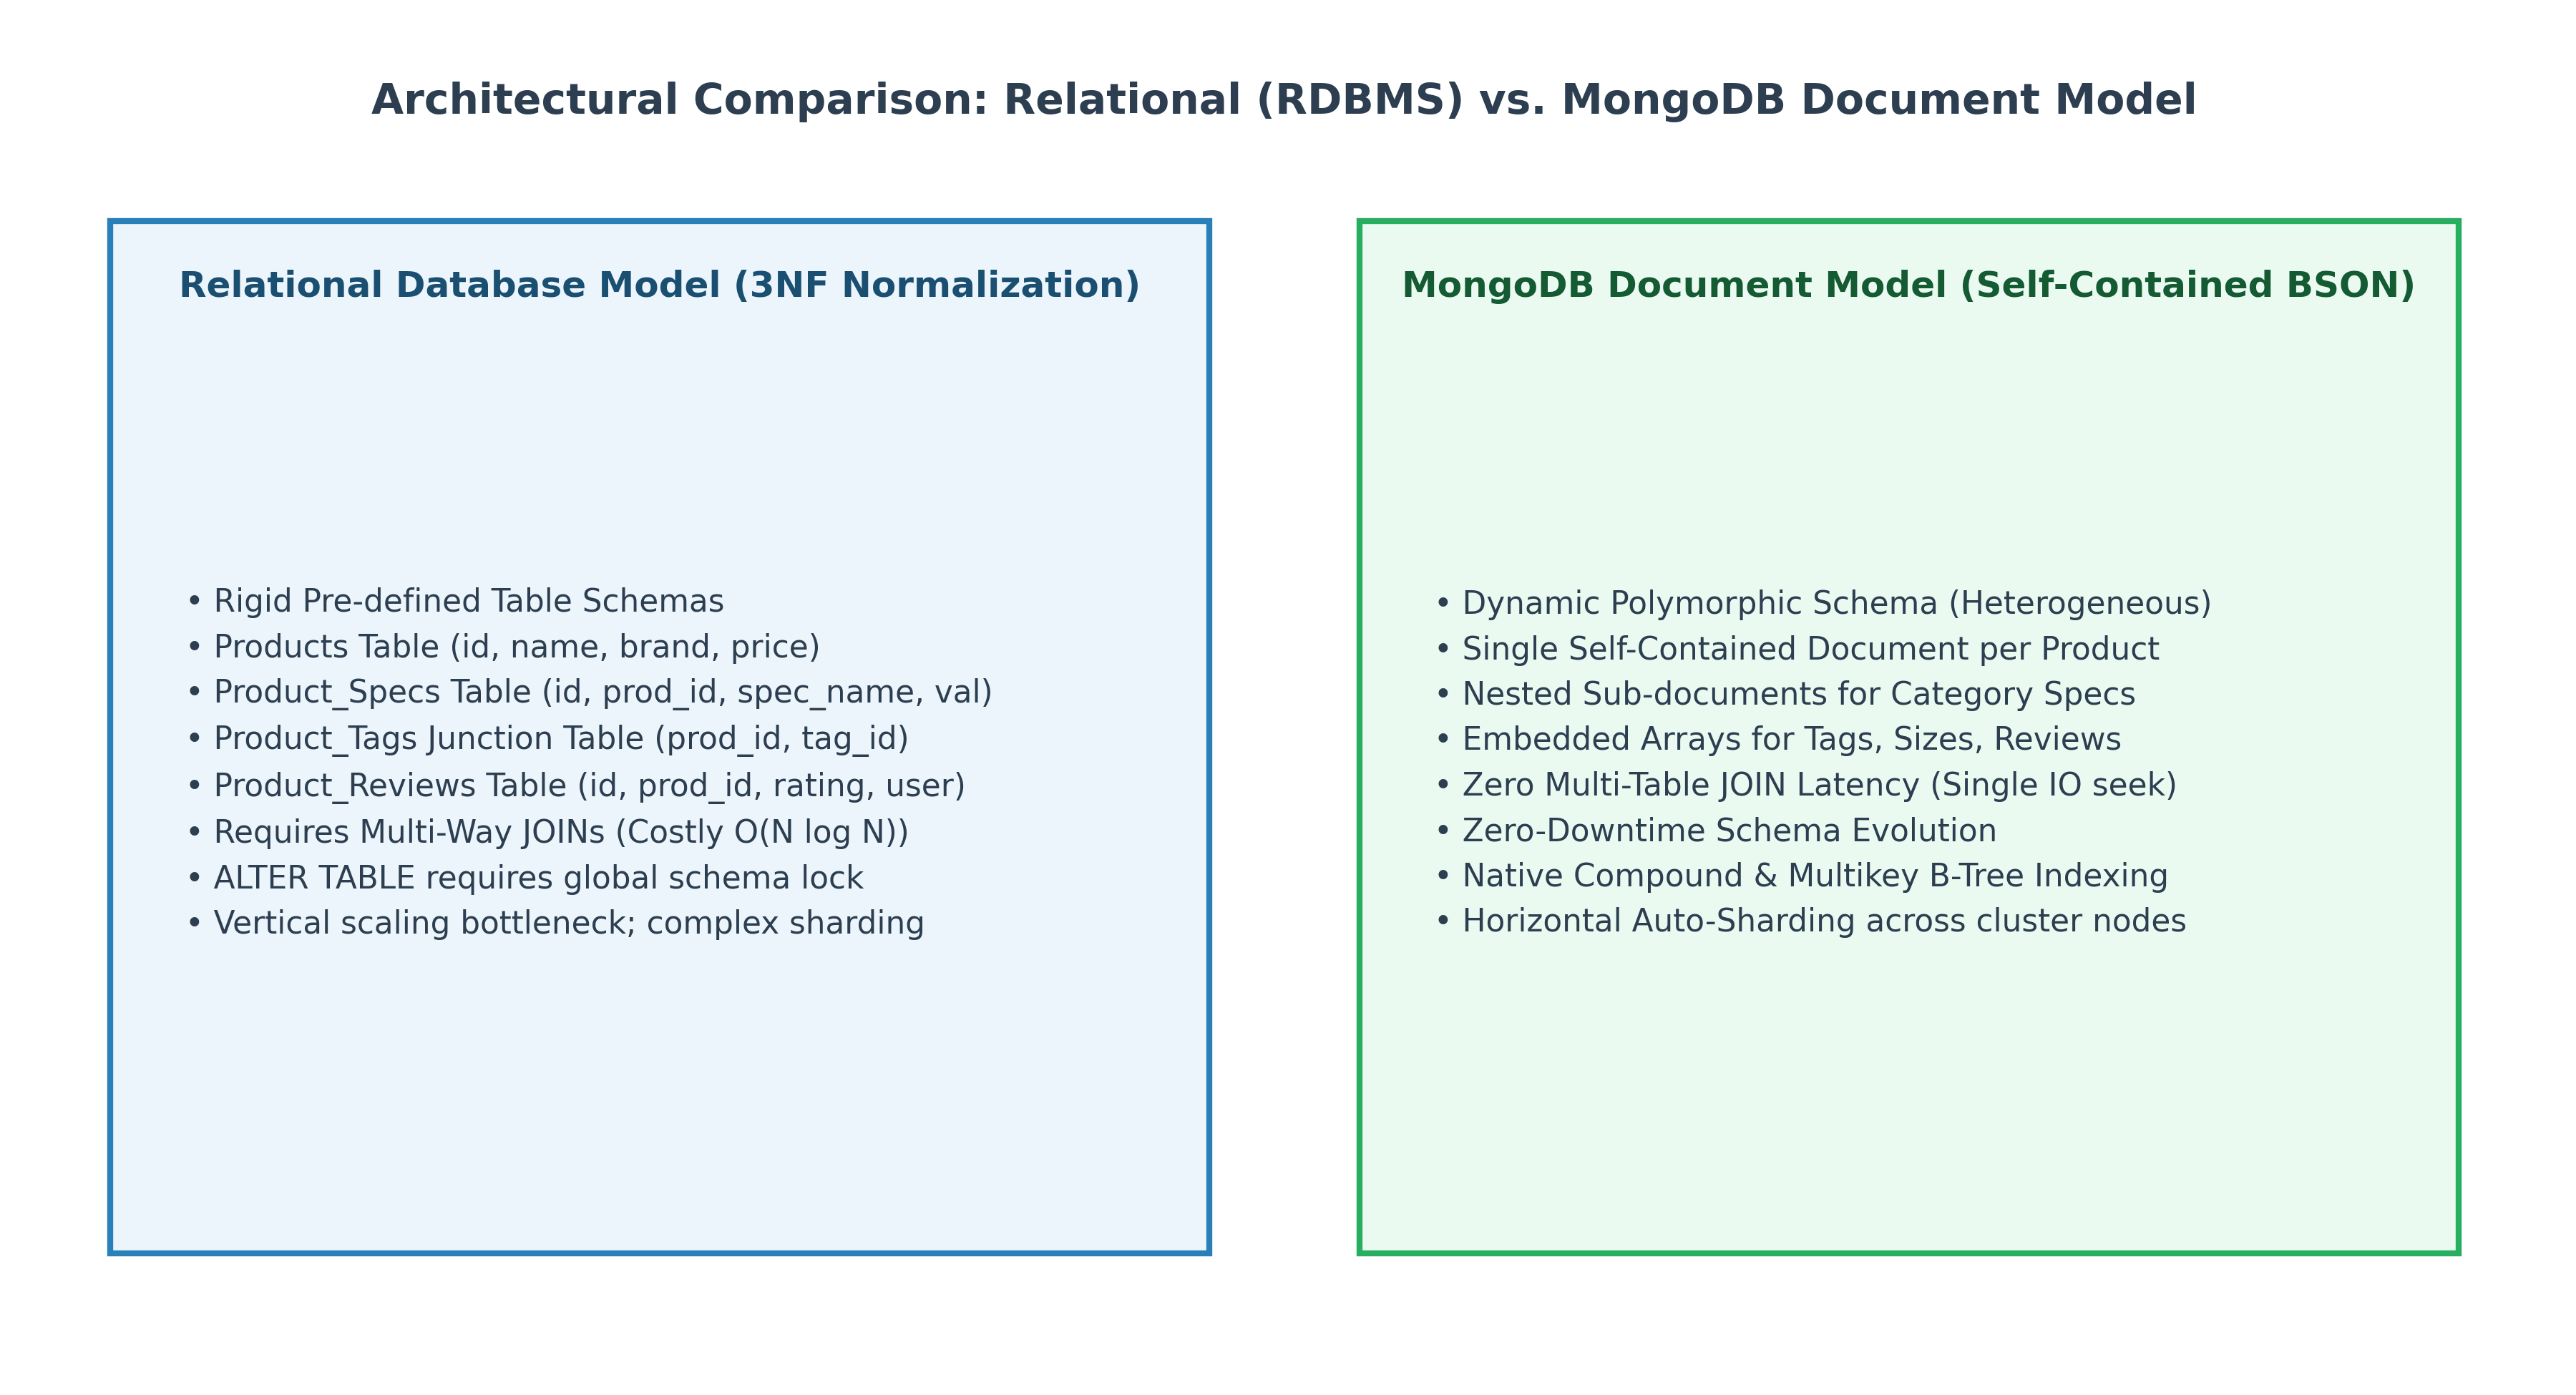 Architectural Comparison: Relational (RDBMS) vs. MongoDB Document Model
Relational Database Model (3NF Normalization)
• Rigid Pre-defined Table Schemas
• Products Table (id, name, brand, price)
• Product_Specs Table (id, prod_id, spec_name, val)
• Product_Tags Junction Table (prod_id, tag_id)
• Product_Reviews Table (id, prod_id, rating, user)
• Requires Multi-Way JOINs (Costly O(N log N))
• ALTER TABLE requires global schema lock
• Vertical scaling bottleneck; complex sharding
MongoDB Document Model (Self-Contained BSON)
• Dynamic Polymorphic Schema (Heterogeneous)
• Single Self-Contained Document per Product
• Nested Sub-documents for Category Specs
• Embedded Arrays for Tags, Sizes, Reviews
• Zero Multi-Table JOIN Latency (Single IO seek)
• Zero-Downtime Schema Evolution
• Native Compound & Multikey B-Tree Indexing
• Horizontal Auto-Sharding across cluster nodes